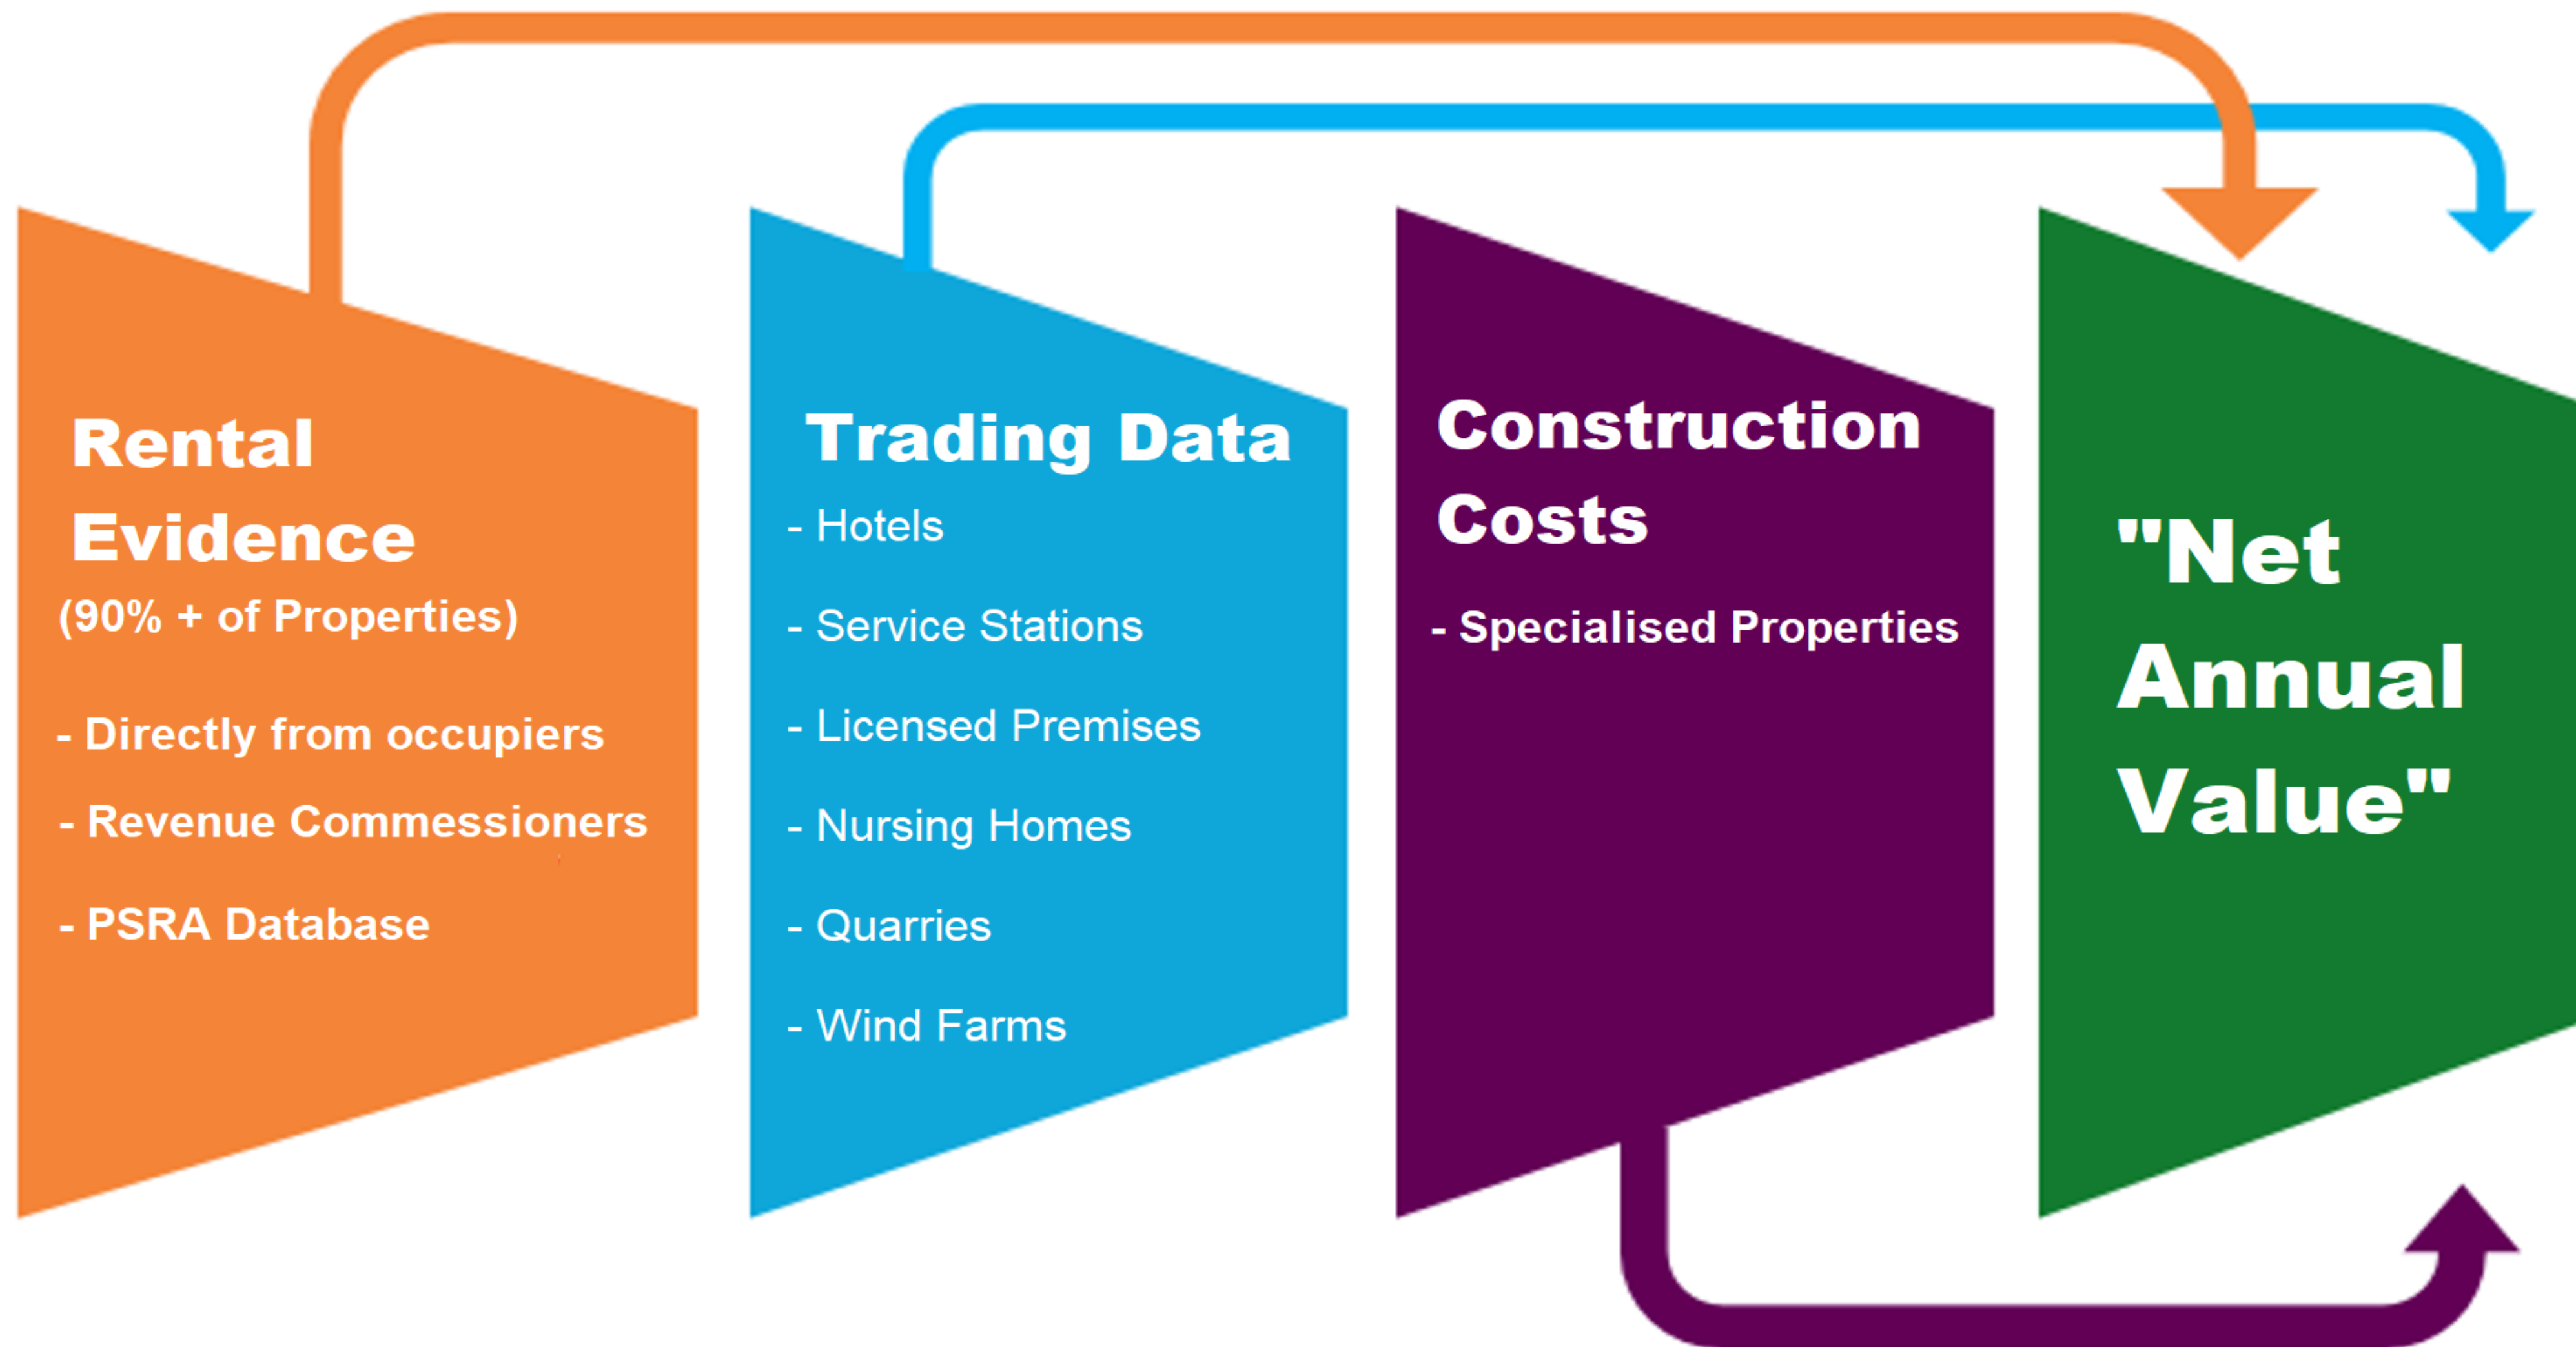 Rental
Evidence
(90% + of Properties)
- Directly from occupiers
- Revenue Commessioners
- PSRA Database
Trading Data
- Hotels
- Service Stations
- Licensed Premises
- Nursing Homes
- Quarries
- Wind Farms
Construction
Costs
- Specialised Properties
"Net
Annual
Value"